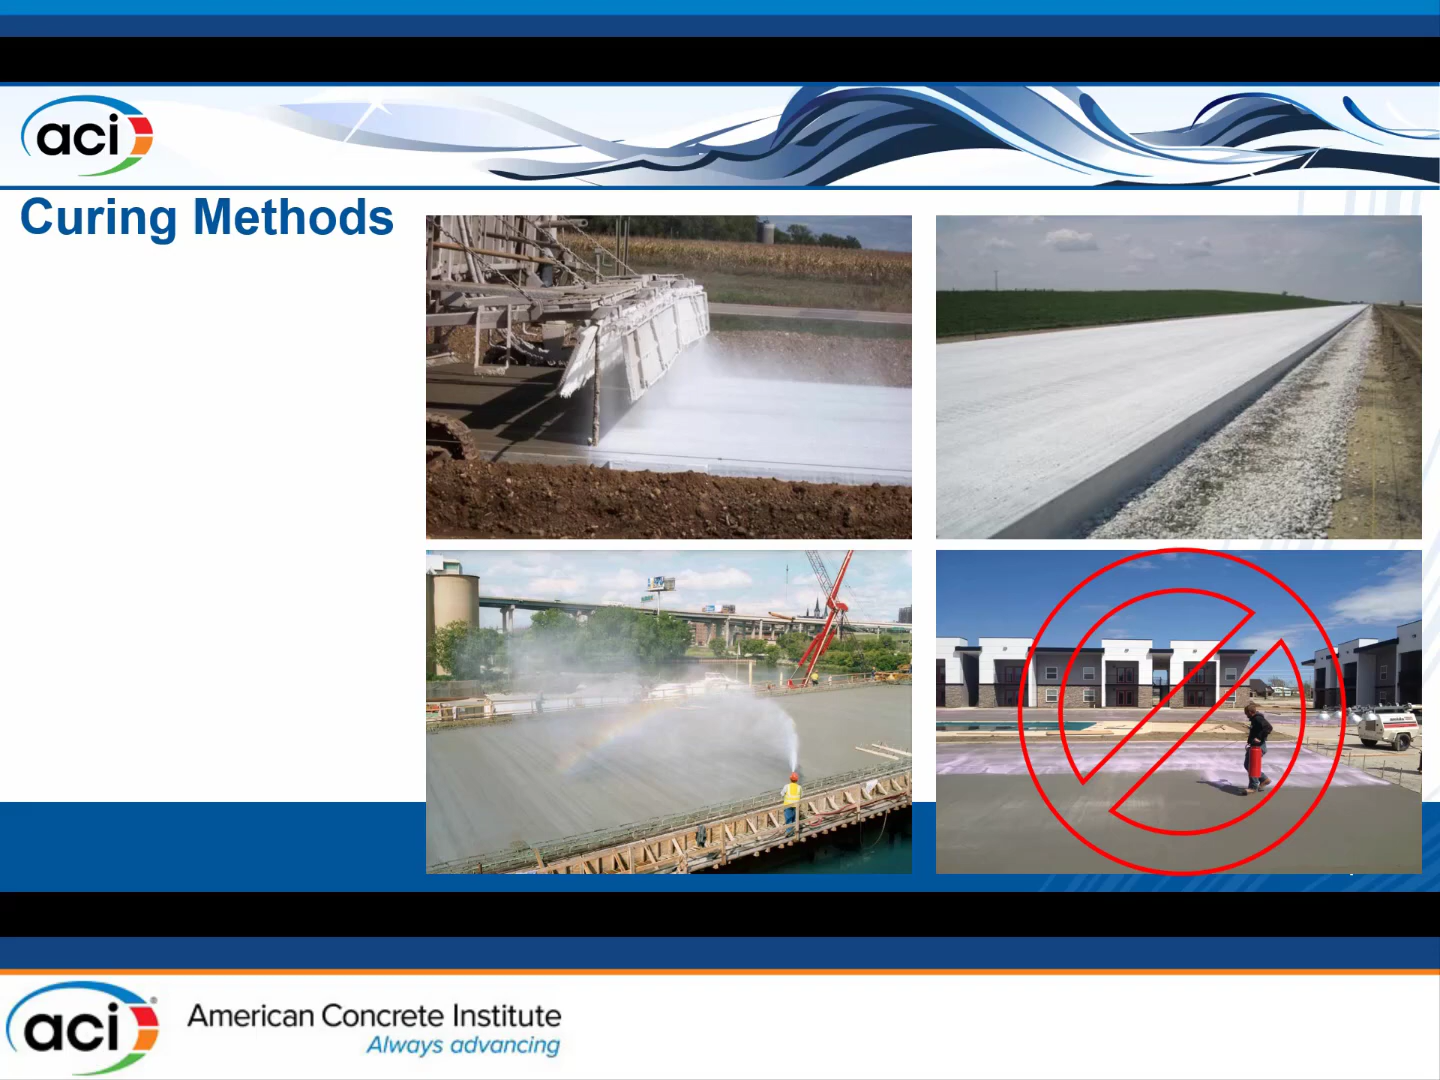 aci
Curing Methods
aci
American Concrete Institute
Always advancing